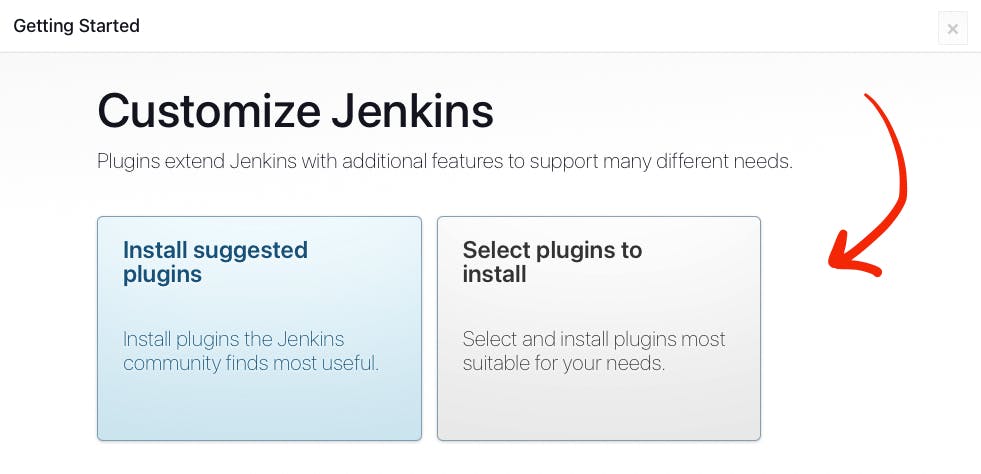 Getting Started
×
Customize Jenkins
Plugins extend Jenkins with additional features to support many different needs.
Install suggested
plugins
Install plugins the Jenkins
community finds most useful.
Select plugins to
install
Select and install plugins most
suitable for your needs.